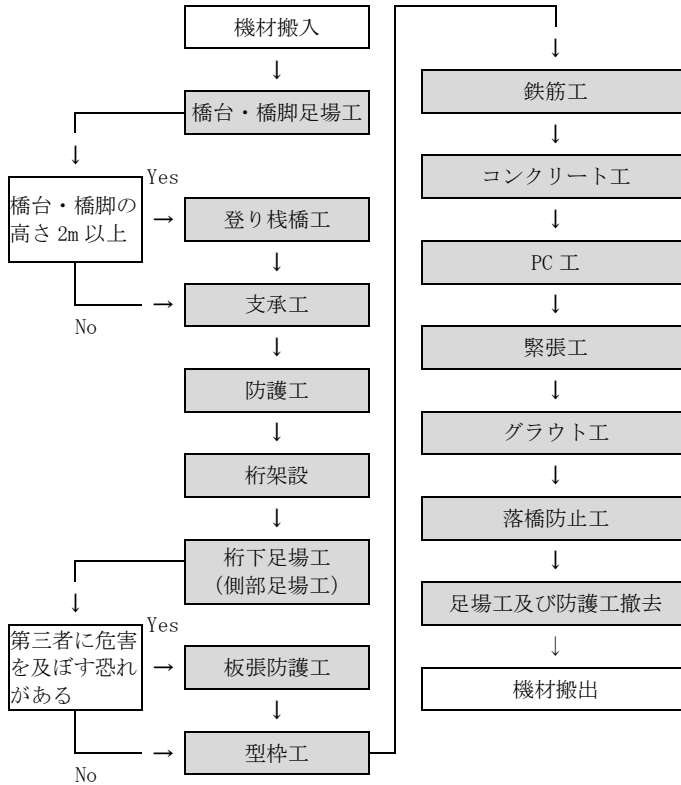 機材搬入
↓
橋台・橋脚足場工
↓
橋台・橋脚の
高さ 2m 以上
Yes
→
登り桟橋工
↓
No
→
支承工
↓
防護工
↓
桁架設
↓
桁下足場工
(側部足場工)
↓
第三者に危害
を及ぼす恐れ
がある
Yes
→
板張防護工
↓
No
→
型枠工
↓
鉄筋工
↓
コンクリート工
↓
PC 工
↓
緊張工
↓
グラウト工
↓
落橋防止工
↓
足場工及び防護工撤去
↓
機材搬出